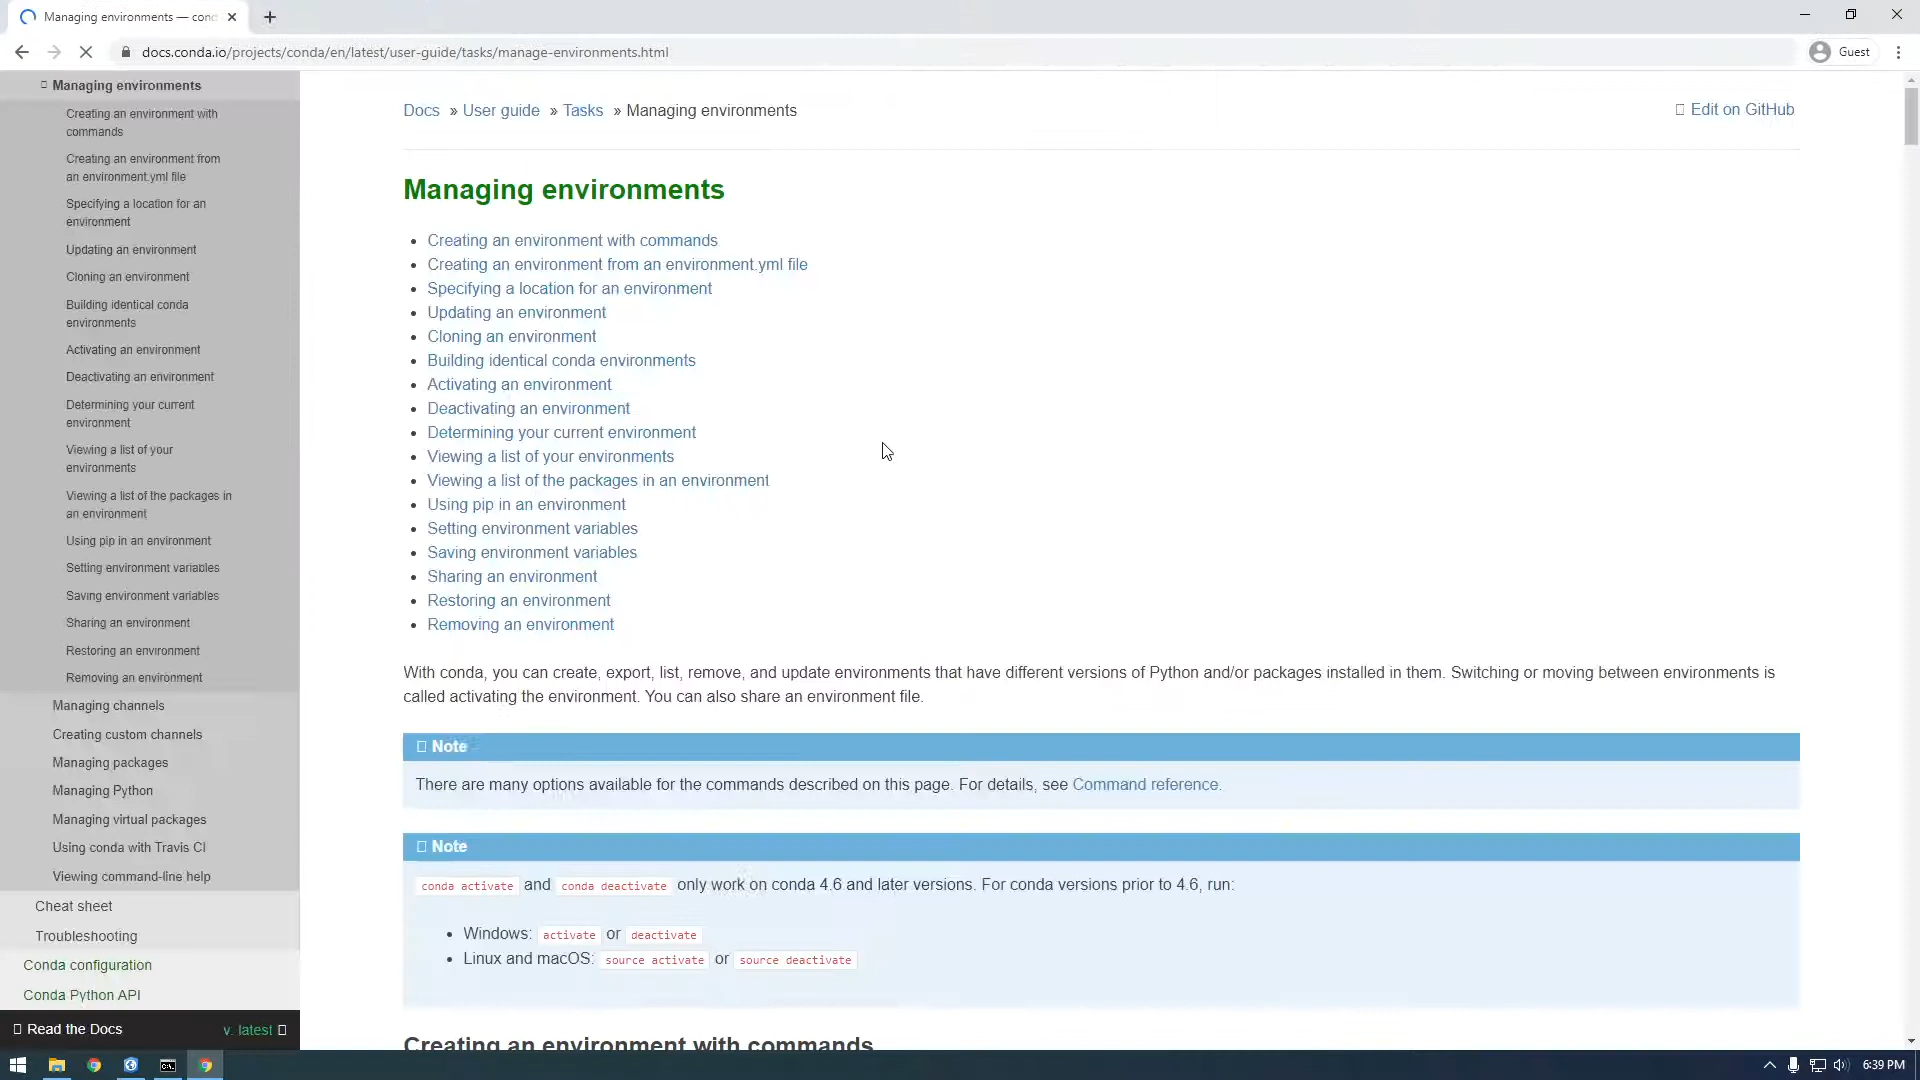 Managing environments — cond
docs.conda.io/projects/conda/en/latest/user-guide/tasks/manage-environments.html
Guest
Managing environments
Creating an environment with
commands
Creating an environment from
an environment.yml file
Specifying a location for an
environment
Updating an environment
Cloning an environment
Building identical conda
environments
Activating an environment
Deactivating an environment
Determining your current
environment
Viewing a list of your
environments
Viewing a list of the packages in
an environment
Using pip in an environment
Setting environment variables
Saving environment variables
Sharing an environment
Restoring an environment
Removing an environment
Managing channels
Creating custom channels
Managing packages
Managing Python
Managing virtual packages
Using conda with Travis CI
Viewing command-line help
Cheat sheet
Troubleshooting
Conda configuration
Conda Python API
Read the Docs v. latest
Docs » User guide » Tasks » Managing environments
Edit on GitHub
Managing environments
• Creating an environment with commands
• Creating an environment from an environment.yml file
• Specifying a location for an environment
• Updating an environment
• Cloning an environment
• Building identical conda environments
• Activating an environment
• Deactivating an environment
• Determining your current environment
• Viewing a list of your environments
• Viewing a list of the packages in an environment
• Using pip in an environment
• Setting environment variables
• Saving environment variables
• Sharing an environment
• Restoring an environment
• Removing an environment
With conda, you can create, export, list, remove, and update environments that have different versions of Python and/or packages installed in them. Switching or moving between environments is
called activating the environment. You can also share an environment file.
Note
There are many options available for the commands described on this page. For details, see Command reference.
Note
conda activate and conda deactivate only work on conda 4.6 and later versions. For conda versions prior to 4.6, run:
• Windows: activate or deactivate
• Linux and macOS: source activate or source deactivate
Creating an environment with commands
6:39 PM